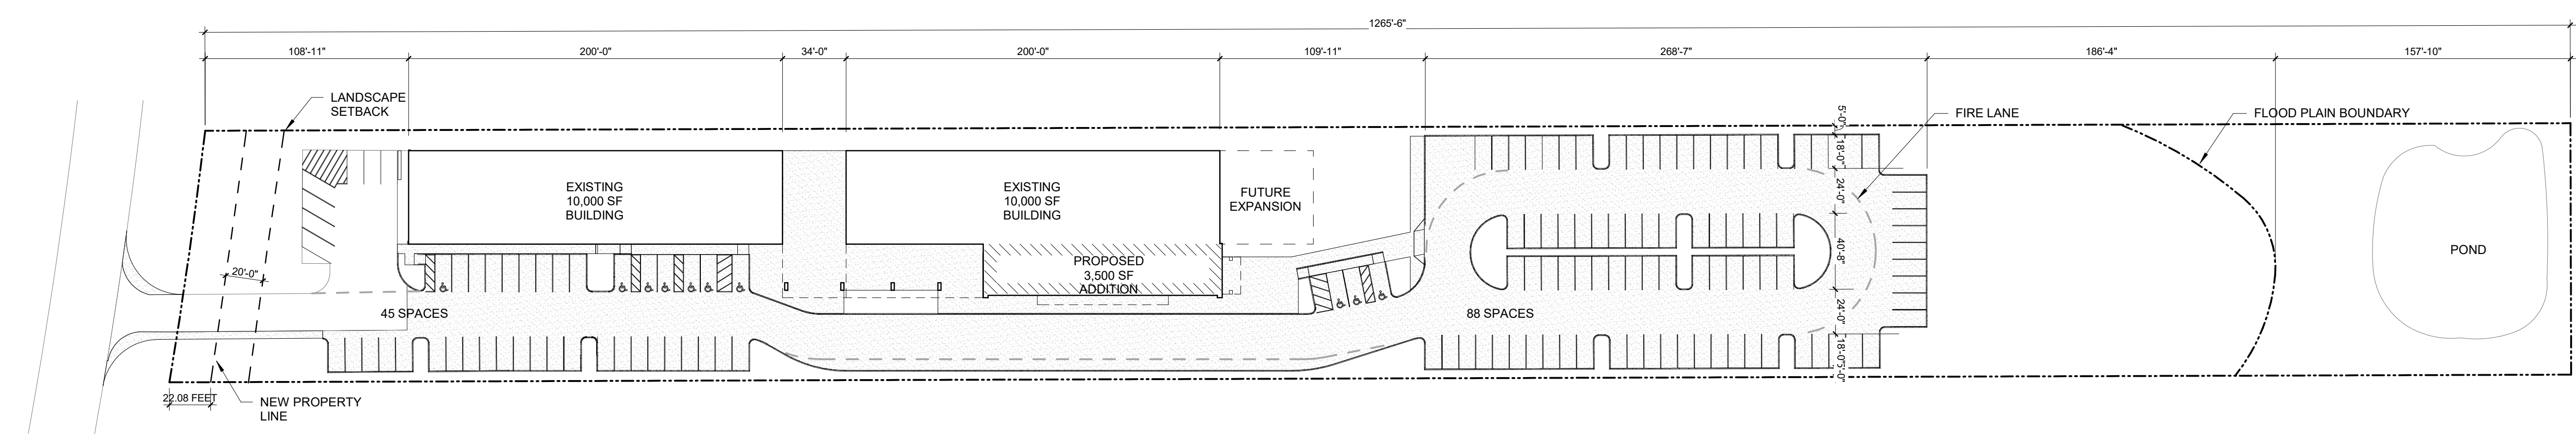 1265'-6"
108'-11"
200'-0"
34'-0"
200'-0"
109'-11"
268'-7"
186'-4"
157'-10"
LANDSCAPE
SETBACK
FIRE LANE
FLOOD PLAIN BOUNDARY
5'-0"
18'-0"
24'-0"
40'-8"
24'-0"
18'-0"
5'-0"
EXISTING
10,000 SF
BUILDING
EXISTING
10,000 SF
BUILDING
FUTURE
EXPANSION
PROPOSED
3,500 SF
ADDITION
POND
20'-0"
45 SPACES
88 SPACES
22.08 FEET
NEW PROPERTY
LINE